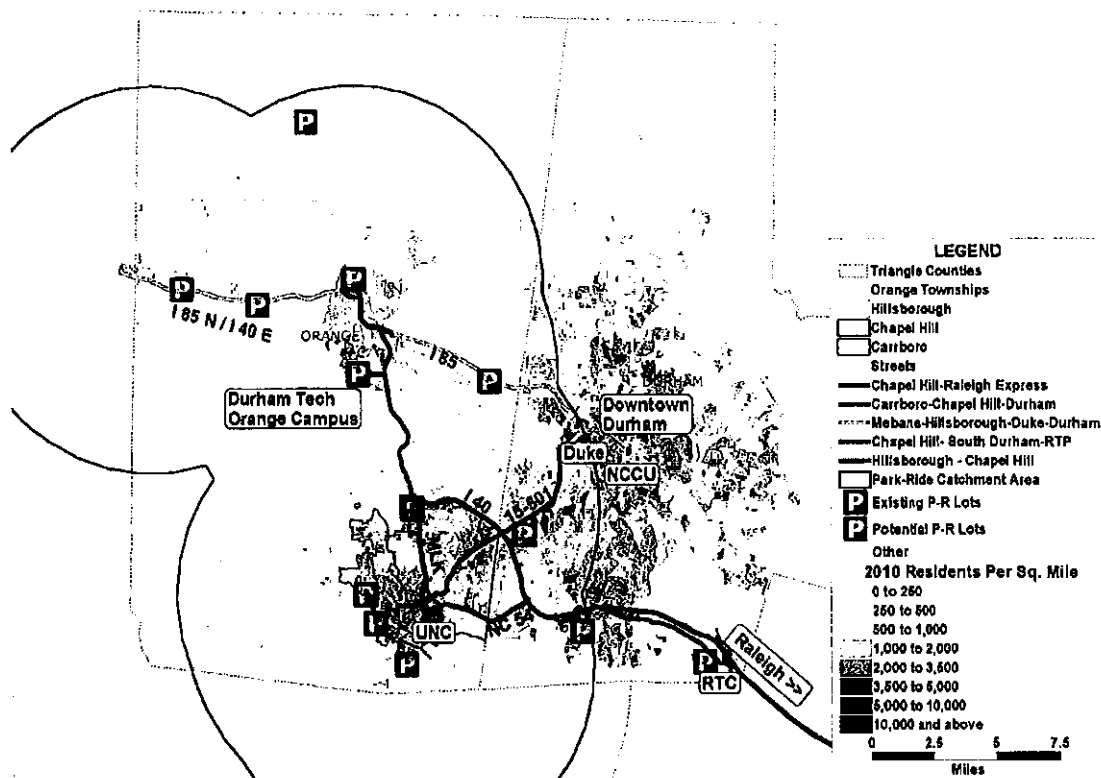 P
P
P
P
I 85 N / I 40 E
ORANGE
I 85
P
P
Durham Tech
Orange Campus
DURHAM
Downtown
Durham
Duke
NCCU
P
I 40
15-501
P
MLK
P
P
UNC
NC 54
P
P
P
RTC
Raleigh >>
LEGEND
Triangle Counties
Orange Townships
Hillsborough
Chapel Hill
Carrboro
Streets
Chapel Hill-Raleigh Express
Carrboro-Chapel Hill-Durham
Mebane-Hillsborough-Duke-Durham
Chapel Hill- South Durham-RTP
Hillsborough - Chapel Hill
Park-Ride Catchment Area
P Existing P-R Lots
P Potential P-R Lots
Other
2010 Residents Per Sq. Mile
0 to 250
250 to 500
500 to 1,000
1,000 to 2,000
2,000 to 3,500
3,500 to 5,000
5,000 to 10,000
10,000 and above
0 2.5 5 7.5
Miles